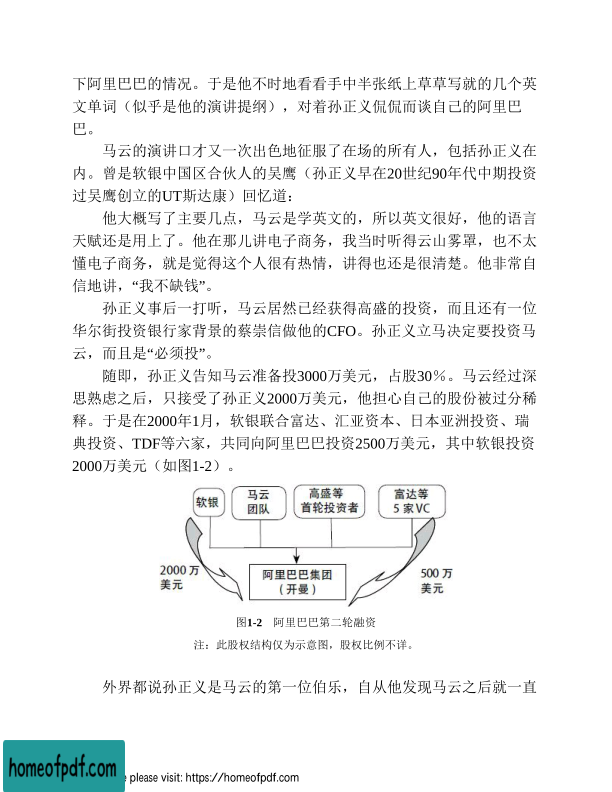 下阿里巴巴的情况。于是他不时地看看手中半张纸上草草写就的几个英
文单词（似乎是他的演讲提纲），对着孙正义侃侃而谈自己的阿里巴
巴。
马云的演讲口才又一次出色地征服了在场的所有人，包括孙正义在
内。曾是软银中国区合伙人的吴鹰（孙正义早在20世纪90年代中期投资
过吴鹰创立的UT斯达康）回忆道：
他大概写了主要几点，马云是学英文的，所以英文很好，他的语言
天赋还是用上了。他在那儿讲电子商务，我当时听得云山雾罩，也不太
懂电子商务，就是觉得这个人很有热情，讲得也还是很清楚。他非常自
信地讲，“我不缺钱”。
孙正义事后一打听，马云居然已经获得高盛的投资，而且还有一位
华尔街投资银行家背景的蔡崇信做他的CFO。孙正义立马决定要投资马
云，而且是“必须投”。
随即，孙正义告知马云准备投3000万美元，占股30%。马云经过深
思熟虑之后，只接受了孙正义2000万美元，他担心自己的股份被过分稀
释。于是在2000年1月，软银联合富达、汇亚资本、日本亚洲投资、瑞
典投资、TDF等六家，共同向阿里巴巴投资2500万美元，其中软银投资
2000万美元（如图1-2）。
软银
马云
团队
高盛等
首轮投资者
富达等
5 家 VC
2000 万
美元
阿里巴巴集团
（开曼）
500 万
美元
图1-2 阿里巴巴第二轮融资
注：此股权结构仅为示意图，股权比例不详。
外界都说孙正义是马云的第一位伯乐，自从他发现马云之后就一直
homeofpdf.com
please visit: https://homeofpdf.com